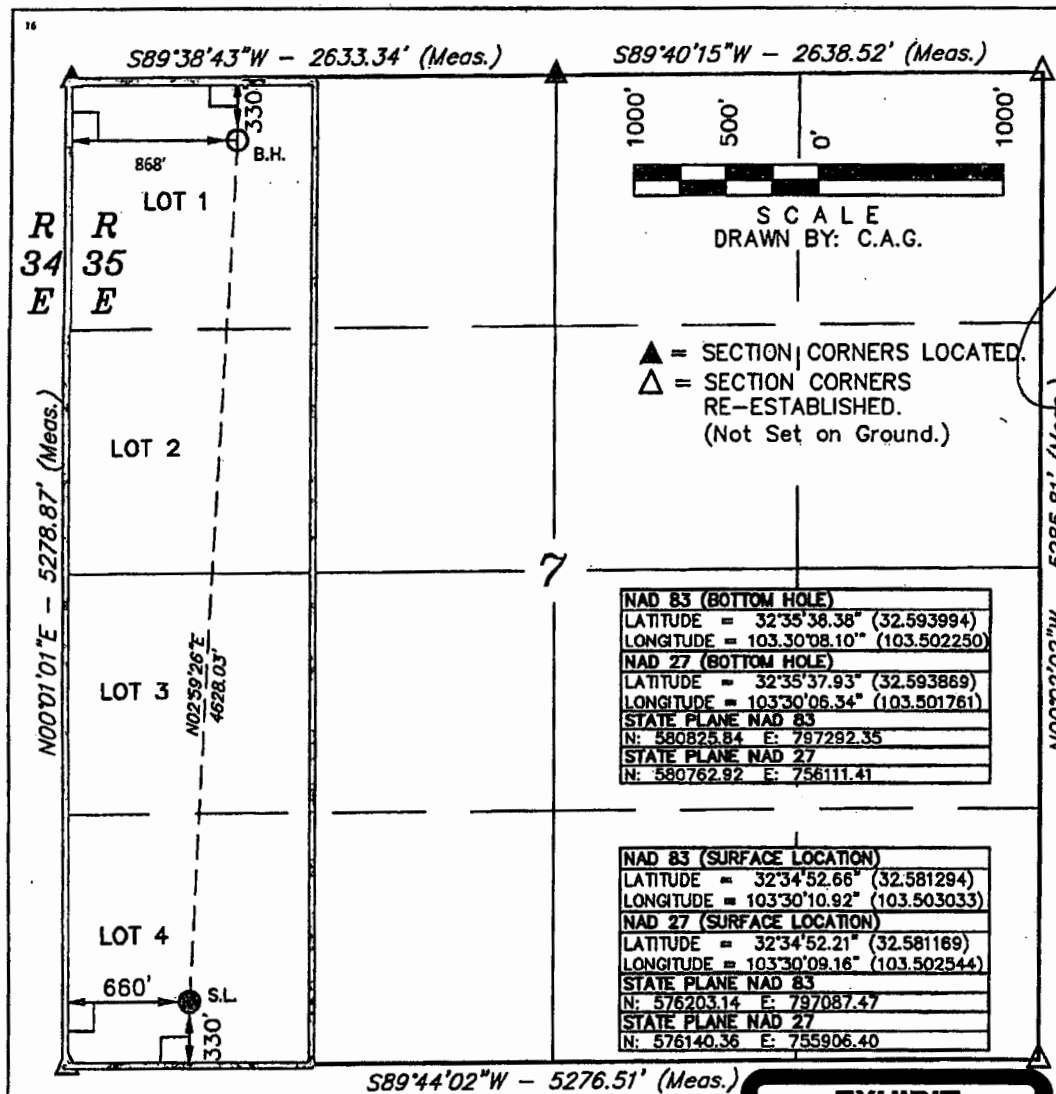 16
S89°38'43"W - 2633.34' (Meas.)
S89°40'15"W - 2638.52' (Meas.)
330'
868'
B.H.
LOT 1
R 34 E
R 35 E
1000'
500'
0'
1000'
SCALE
DRAWN BY: C.A.G.
▲ = SECTION CORNERS LOCATED.
△ = SECTION CORNERS
RE-ESTABLISHED.
(Not Set on Ground.)
LOT 2
N00°01'01"E - 5278.87' (Meas.)
7
N02°59'26"E
4628.03'
LOT 3
NAD 83 (BOTTOM HOLE)
LATITUDE = 32°35'38.38" (32.593994)
LONGITUDE = 103.30'08.10" (103.502250)
NAD 27 (BOTTOM HOLE)
LATITUDE = 32°35'37.93" (32.593869)
LONGITUDE = 103°30'06.34" (103.501761)
STATE PLANE NAD 83
N: 580825.84 E: 797292.35
STATE PLANE NAD 27
N: 580762.92 E: 756111.41
NAD 83 (SURFACE LOCATION)
LATITUDE = 32°34'52.66" (32.581294)
LONGITUDE = 103°30'10.92" (103.503033)
NAD 27 (SURFACE LOCATION)
LATITUDE = 32°34'52.21" (32.581169)
LONGITUDE = 103°30'09.16" (103.502544)
STATE PLANE NAD 83
N: 576203.14 E: 797087.47
STATE PLANE NAD 27
N: 576140.36 E: 755906.40
LOT 4
660'
S.L.
330'
S89°44'02"W - 5276.51' (Meas.)
EXHIBIT